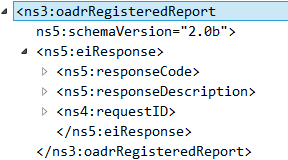 <ns3:oadrRegisteredReport
ns5:schemaVersion="2.0b">
<ns5:eiResponse>
<ns5:responseCode>
<ns5:responseDescription>
<ns4:requestID>
</ns5:eiResponse>
</ns3:oadrRegisteredReport>